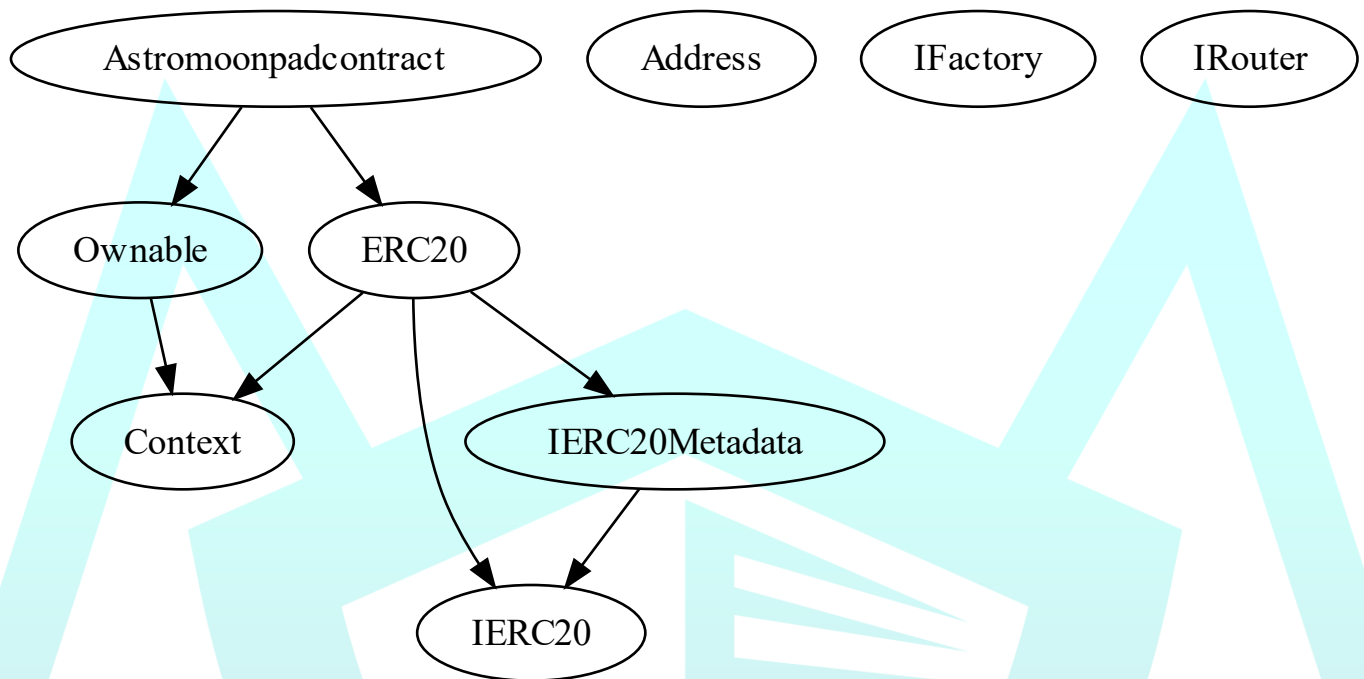 Astromoonpadcontract
Address
IFactory
IRouter
Ownable
ERC20
Context
IERC20Metadata
IERC20